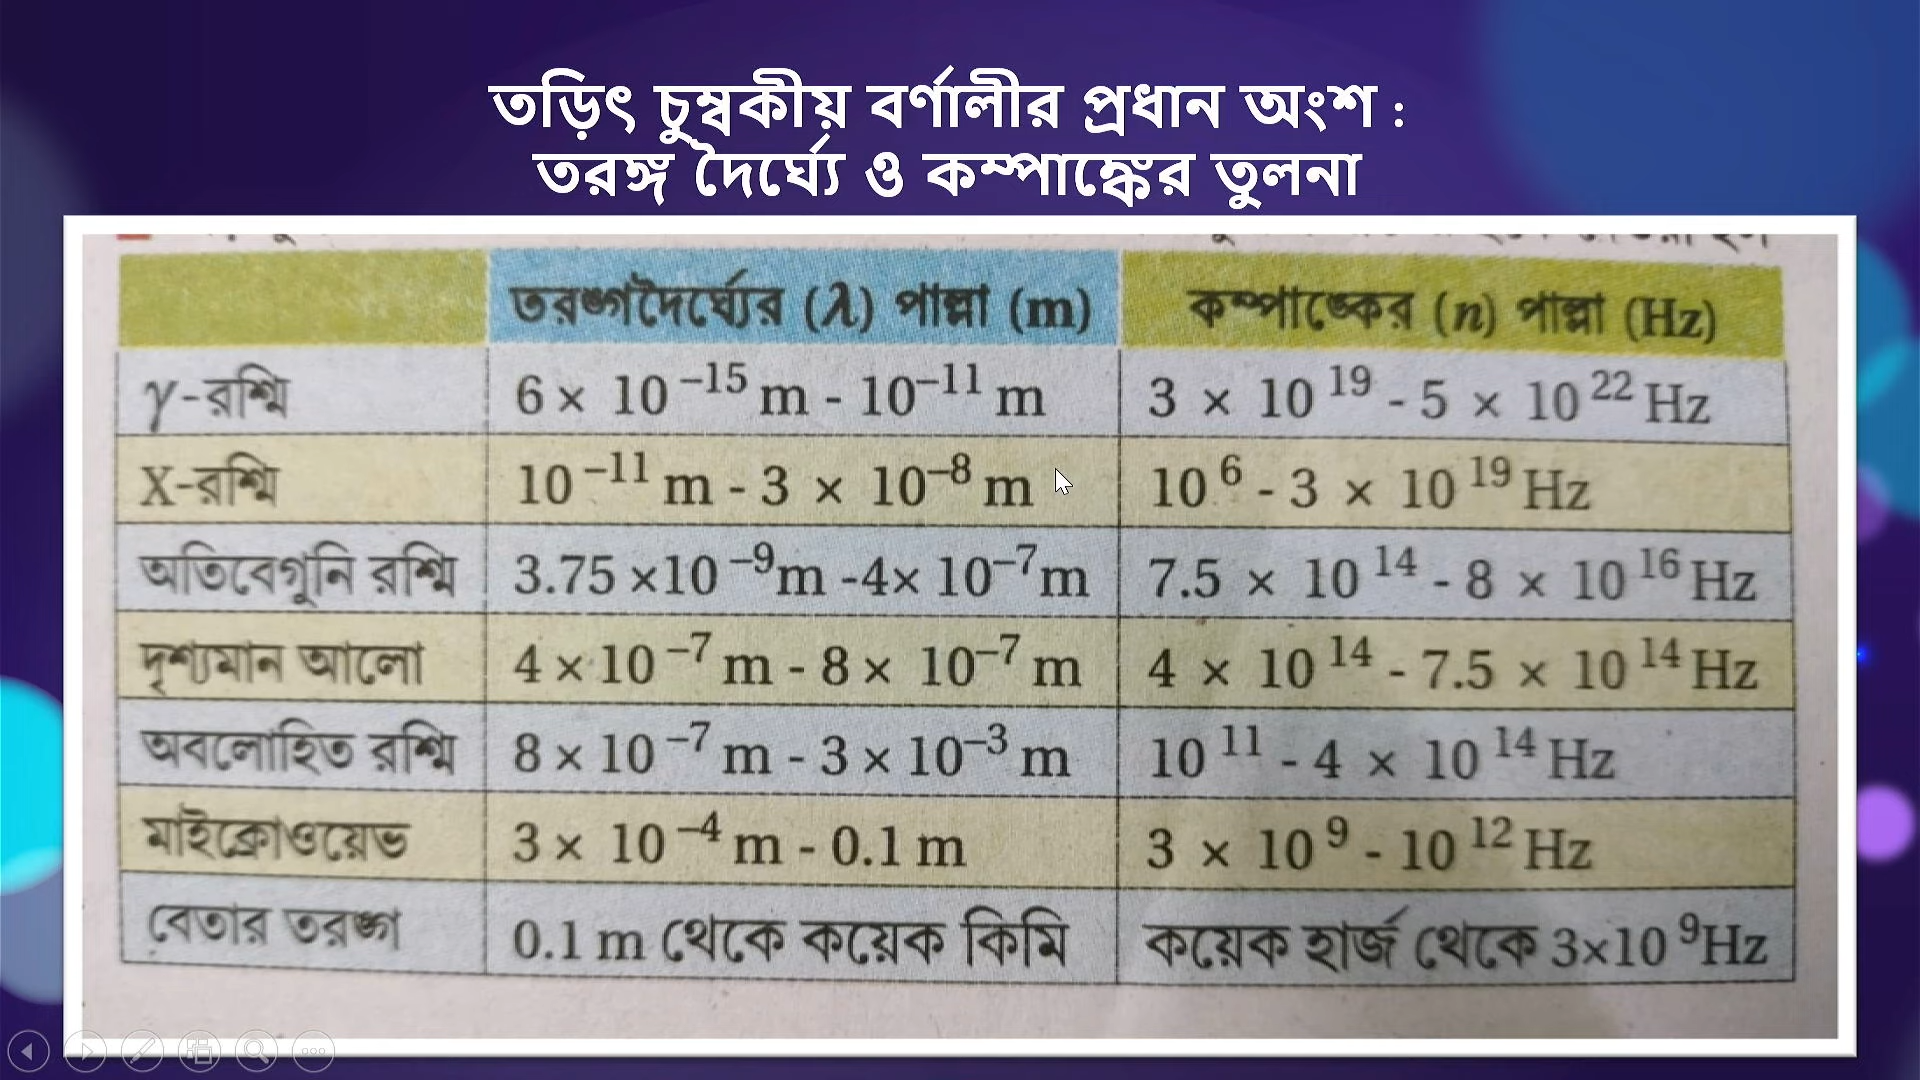 তড়িৎ চুম্বকীয় বর্ণালীর প্রধান অংশ :
তরঙ্গ দৈর্ঘ্যে ও কম্পাঙ্কের তুলনা
তরঙ্গদৈর্ঘ্যের (λ) পাল্লা (m) কম্পাঙ্কের (n) পাল্লা (Hz)
γ-রশ্মি 6 × 10⁻¹⁵ m - 10⁻¹¹ m 3 × 10¹⁹ - 5 × 10²² Hz
X-রশ্মি 10⁻¹¹ m - 3 × 10⁻⁸ m 10⁶ - 3 × 10¹⁹ Hz
অতিবেগুনি রশ্মি 3.75 ×10⁻⁹m -4× 10⁻⁷m 7.5 × 10¹⁴ - 8 × 10¹⁶ Hz
দৃশ্যমান আলো 4 × 10⁻⁷ m - 8 × 10⁻⁷ m 4 × 10¹⁴ - 7.5 × 10¹⁴ Hz
অবলোহিত রশ্মি 8 × 10⁻⁷ m - 3 × 10⁻³ m 10¹¹ - 4 × 10¹⁴ Hz
মাইক্রোওয়েভ 3 × 10⁻⁴ m - 0.1 m 3 × 10⁹ - 10¹² Hz
বেতার তরঙ্গ 0.1 m থেকে কয়েক কিমি কয়েক হার্জ থেকে 3×10⁹Hz